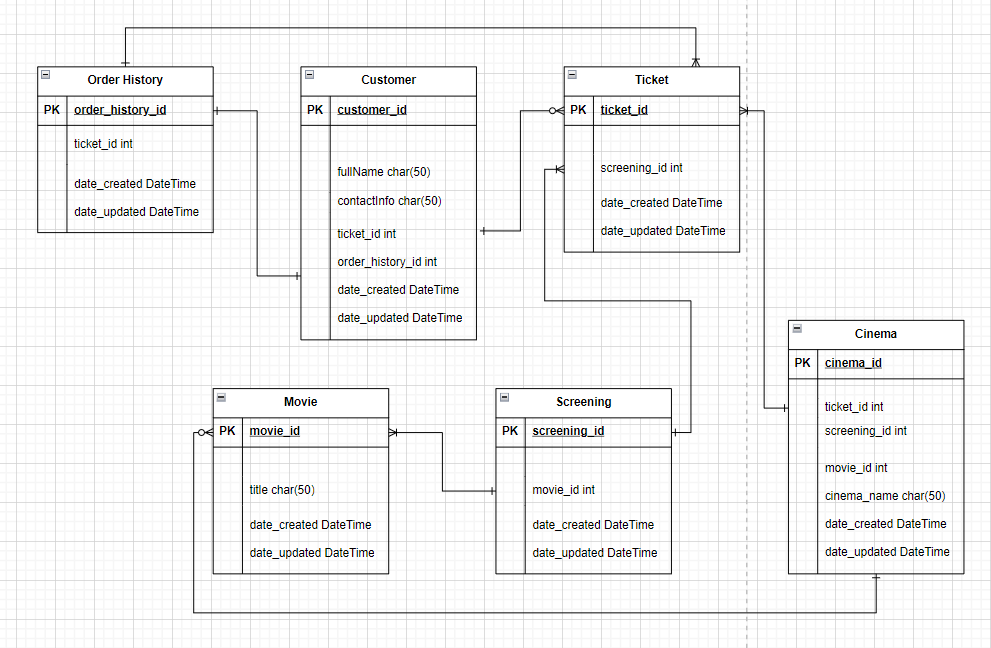 Order History
PK order_history_id
ticket_id int
date_created DateTime
date_updated DateTime
Customer
PK customer_id
fullName char(50)
contactInfo char(50)
ticket_id int
order_history_id int
date_created DateTime
date_updated DateTime
Ticket
PK ticket_id
screening_id int
date_created DateTime
date_updated DateTime
Cinema
PK cinema_id
ticket_id int
screening_id int
movie_id int
cinema_name char(50)
date_created DateTime
date_updated DateTime
Movie
PK movie_id
title char(50)
date_created DateTime
date_updated DateTime
Screening
PK screening_id
movie_id int
date_created DateTime
date_updated DateTime